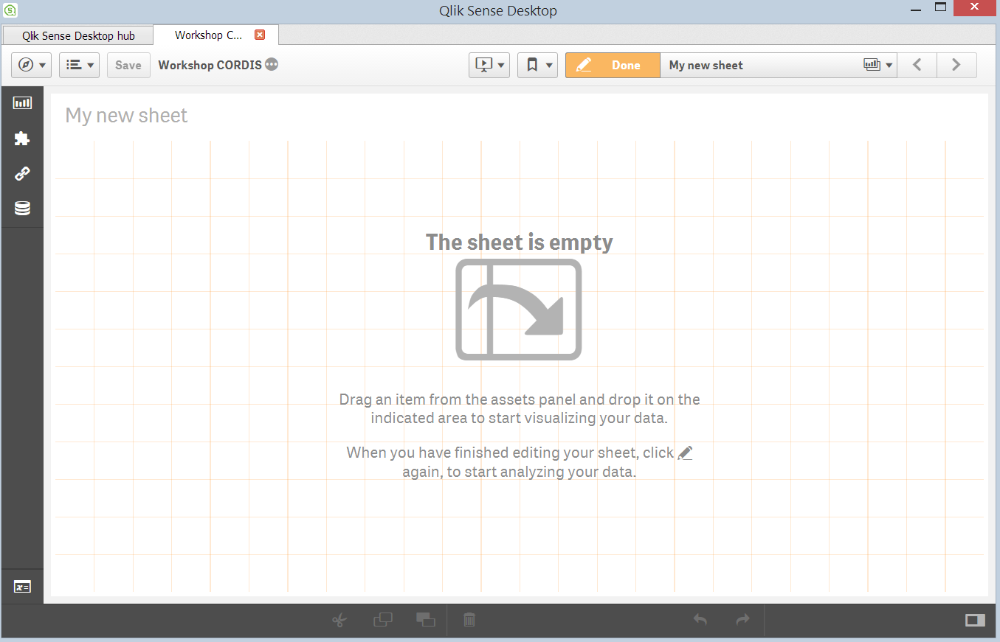 Qlik Sense Desktop
Qlik Sense Desktop hub
Workshop C...
Save
Workshop CORDIS
Done
My new sheet
My new sheet
The sheet is empty
Drag an item from the assets panel and drop it on the
indicated area to start visualizing your data.
When you have finished editing your sheet, click
again, to start analyzing your data.
x=